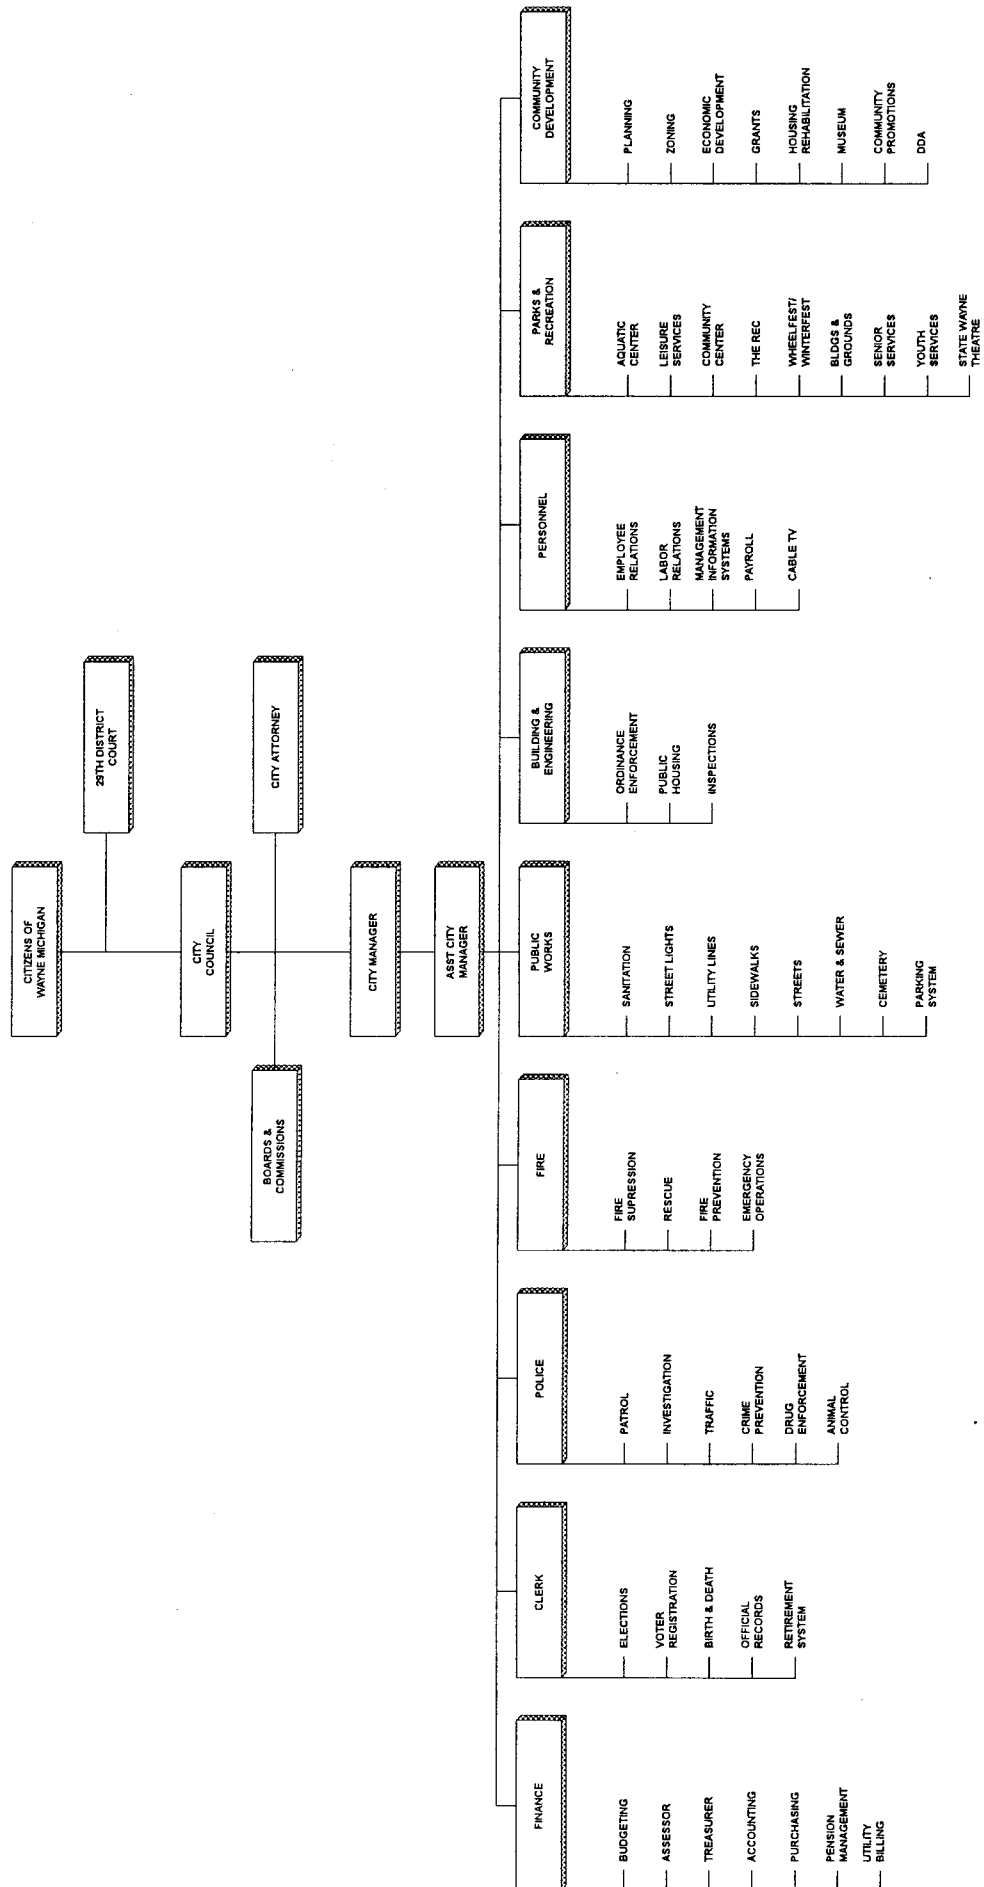 CITIZENS OF
WAYNE MICHIGAN
29TH DISTRICT
COURT
CITY
COUNCIL
BOARDS &
COMMISSIONS
CITY ATTORNEY
CITY MANAGER
ASST CITY
MANAGER
FINANCE
BUDGETING
ASSESSOR
TREASURER
ACCOUNTING
PURCHASING
PENSION
MANAGEMENT
UTILITY
BILLING
CLERK
ELECTIONS
VOTER
REGISTRATION
BIRTH & DEATH
OFFICIAL
RECORDS
RETIREMENT
SYSTEM
POLICE
PATROL
INVESTIGATION
TRAFFIC
CRIME
PREVENTION
DRUG
ENFORCEMENT
ANIMAL
CONTROL
FIRE
FIRE
SUPRESSION
RESCUE
FIRE
PREVENTION
EMERGENCY
OPERATIONS
PUBLIC
WORKS
SANITATION
STREET LIGHTS
UTILITY LINES
SIDEWALKS
STREETS
WATER & SEWER
CEMETERY
PARKING
SYSTEM
BUILDING &
ENGINEERING
ORDINANCE
ENFORCEMENT
PUBLIC
HOUSING
INSPECTIONS
PERSONNEL
EMPLOYEE
RELATIONS
LABOR
RELATIONS
MANAGEMENT
INFORMATION
SYSTEMS
PAYROLL
CABLE TV
PARKS &
RECREATION
AQUATIC
CENTER
LEISURE
SERVICES
COMMUNITY
CENTER
THE REC
WHEELFEST/
WINTERFEST
BLDGS &
GROUNDS
SENIOR
SERVICES
YOUTH
SERVICES
STATE WAYNE
THEATRE
COMMUNITY
DEVELOPMENT
PLANNING
ZONING
ECONOMIC
DEVELOPMENT
GRANTS
HOUSING
REHABILITATION
MUSEUM
COMMUNITY
PROMOTIONS
DDA